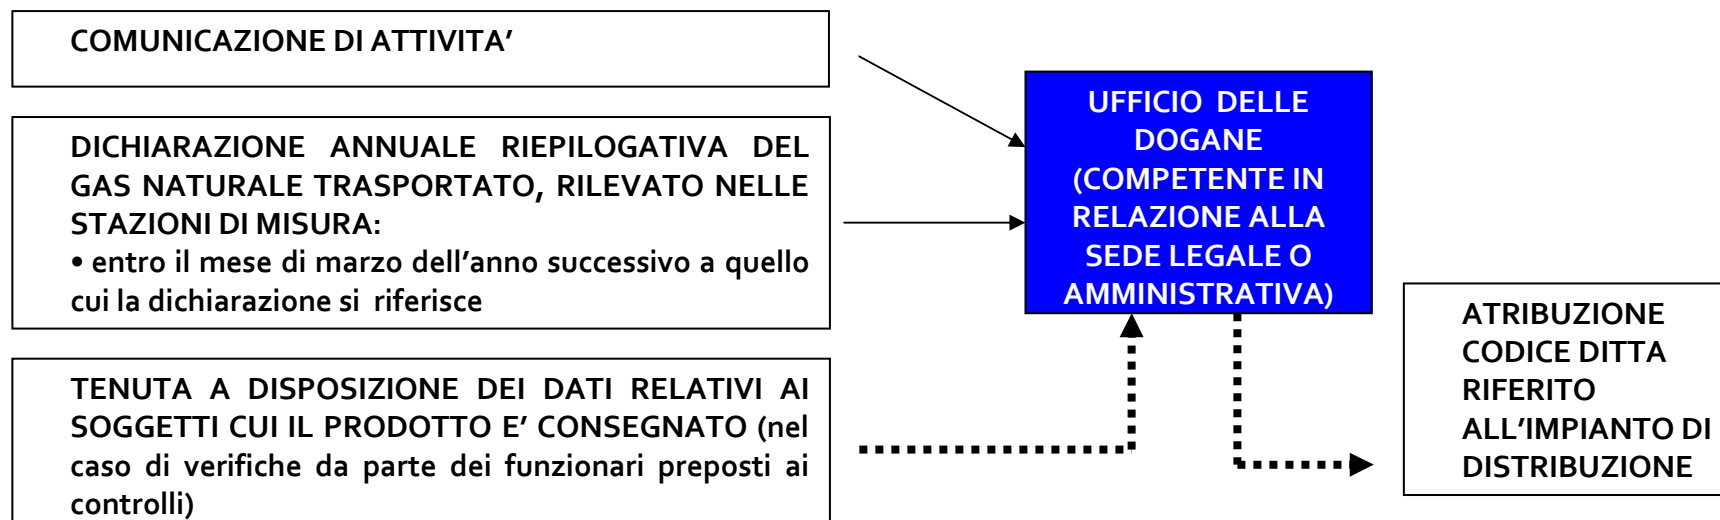 COMUNICAZIONE DI ATTIVITA’
DICHIARAZIONE ANNUALE RIEPILOGATIVA DEL
GAS NATURALE TRASPORTATO, RILEVATO NELLE
STAZIONI DI MISURA:
• entro il mese di marzo dell’anno successivo a quello
cui la dichiarazione si riferisce
TENUTA A DISPOSIZIONE DEI DATI RELATIVI AI
SOGGETTI CUI IL PRODOTTO E’ CONSEGNATO (nel
caso di verifiche da parte dei funzionari preposti ai
controlli)
UFFICIO DELLE
DOGANE
(COMPETENTE IN
RELAZIONE ALLA
SEDE LEGALE O
AMMINISTRATIVA)
ATRIBUZIONE
CODICE DITTA
RIFERITO
ALL’IMPIANTO DI
DISTRIBUZIONE